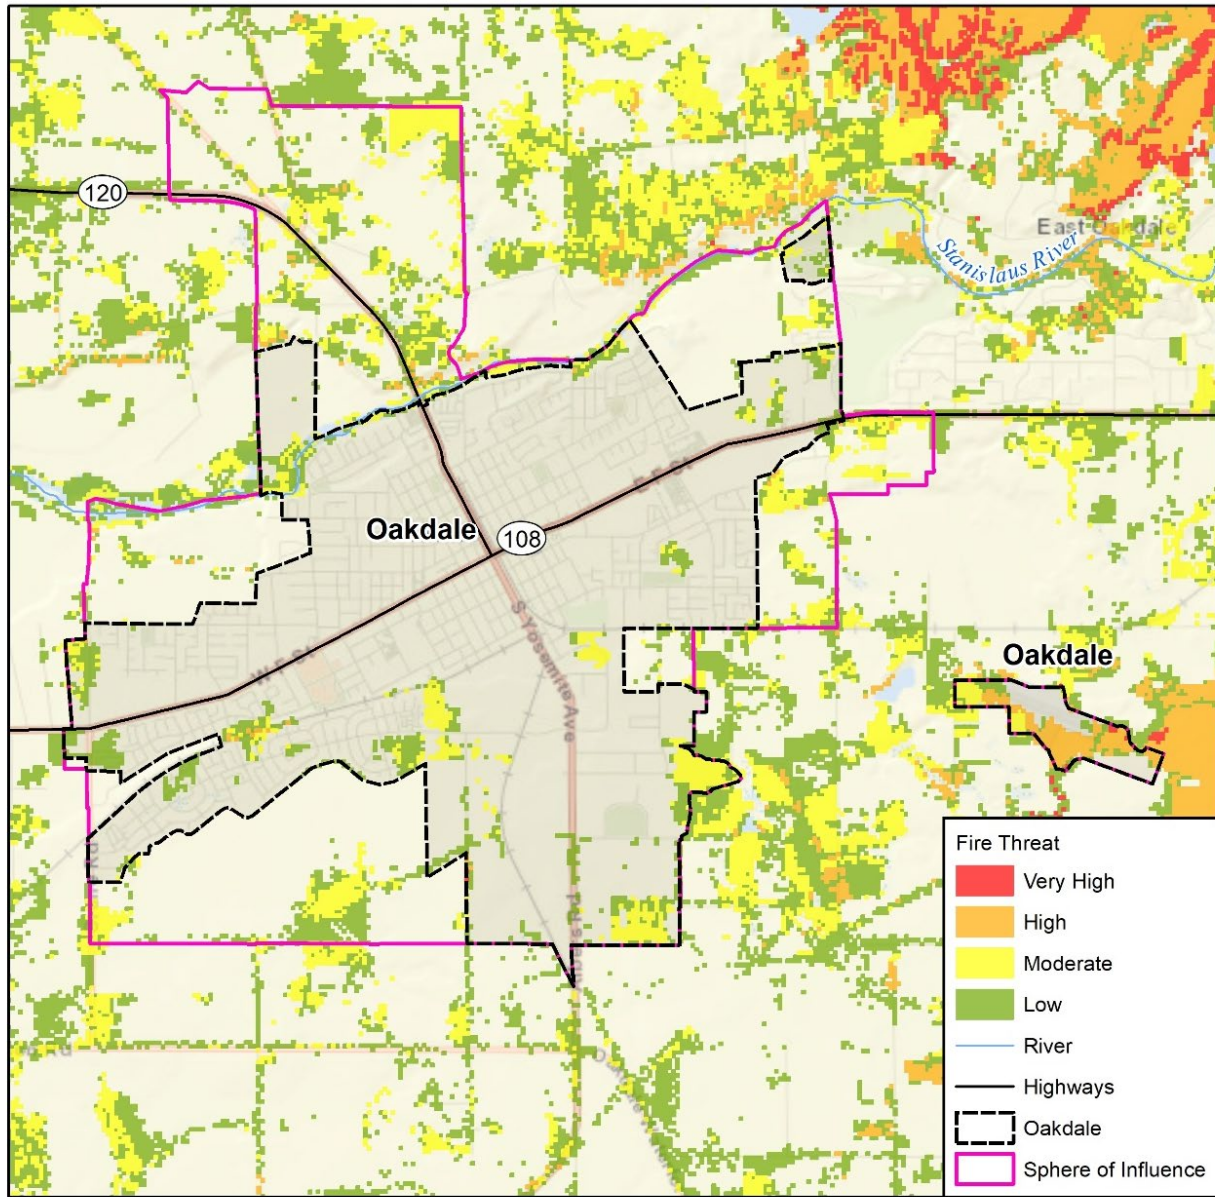 120
East Oakdale
Stanislaus River
Oakdale
108
S Yosemite Ave
Oakdale
Fire Threat
Very High
High
Moderate
Low
River
Highways
Oakdale
Sphere of Influence